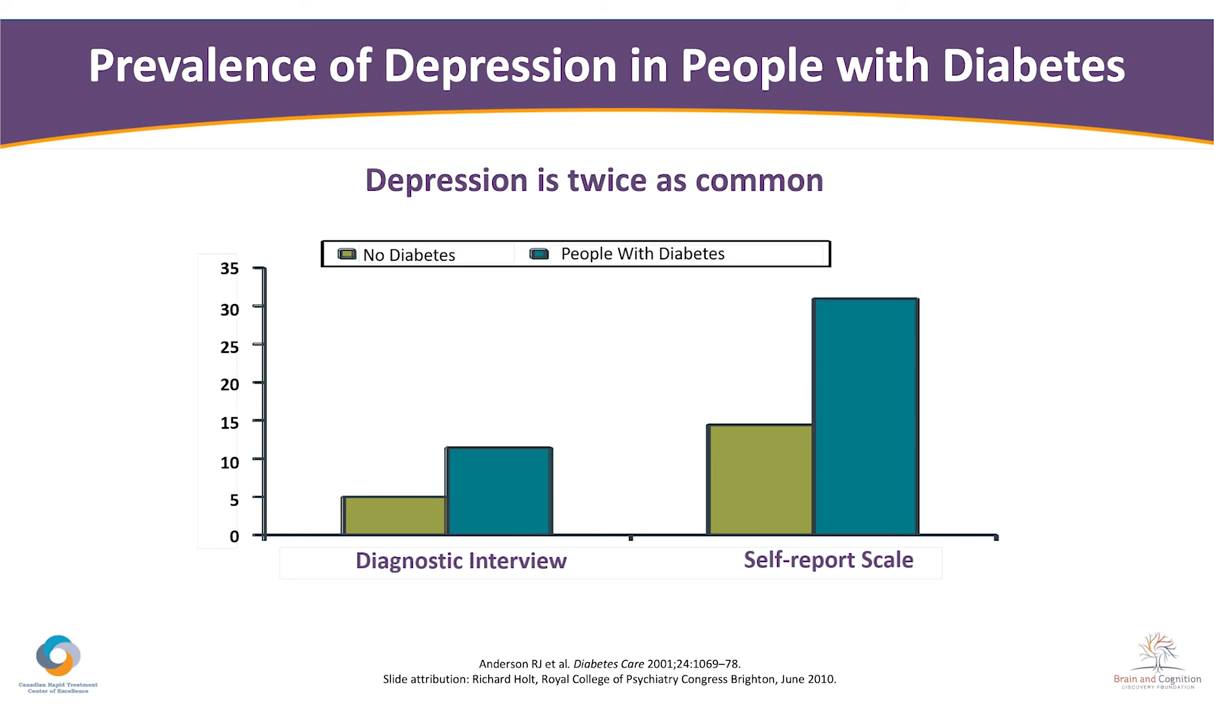 Prevalence of Depression in People with Diabetes
Depression is twice as common
No Diabetes People With Diabetes
35
30
25
20
15
10
5
0
Diagnostic Interview Self-report Scale
Anderson RJ et al. Diabetes Care 2001;24:1069–78.
Slide attribution: Richard Holt, Royal College of Psychiatry Congress Brighton, June 2010.
Canadian Rapid Treatment
Center of Excellence
Brain and Cognition
DISCOVERY FOUNDATION